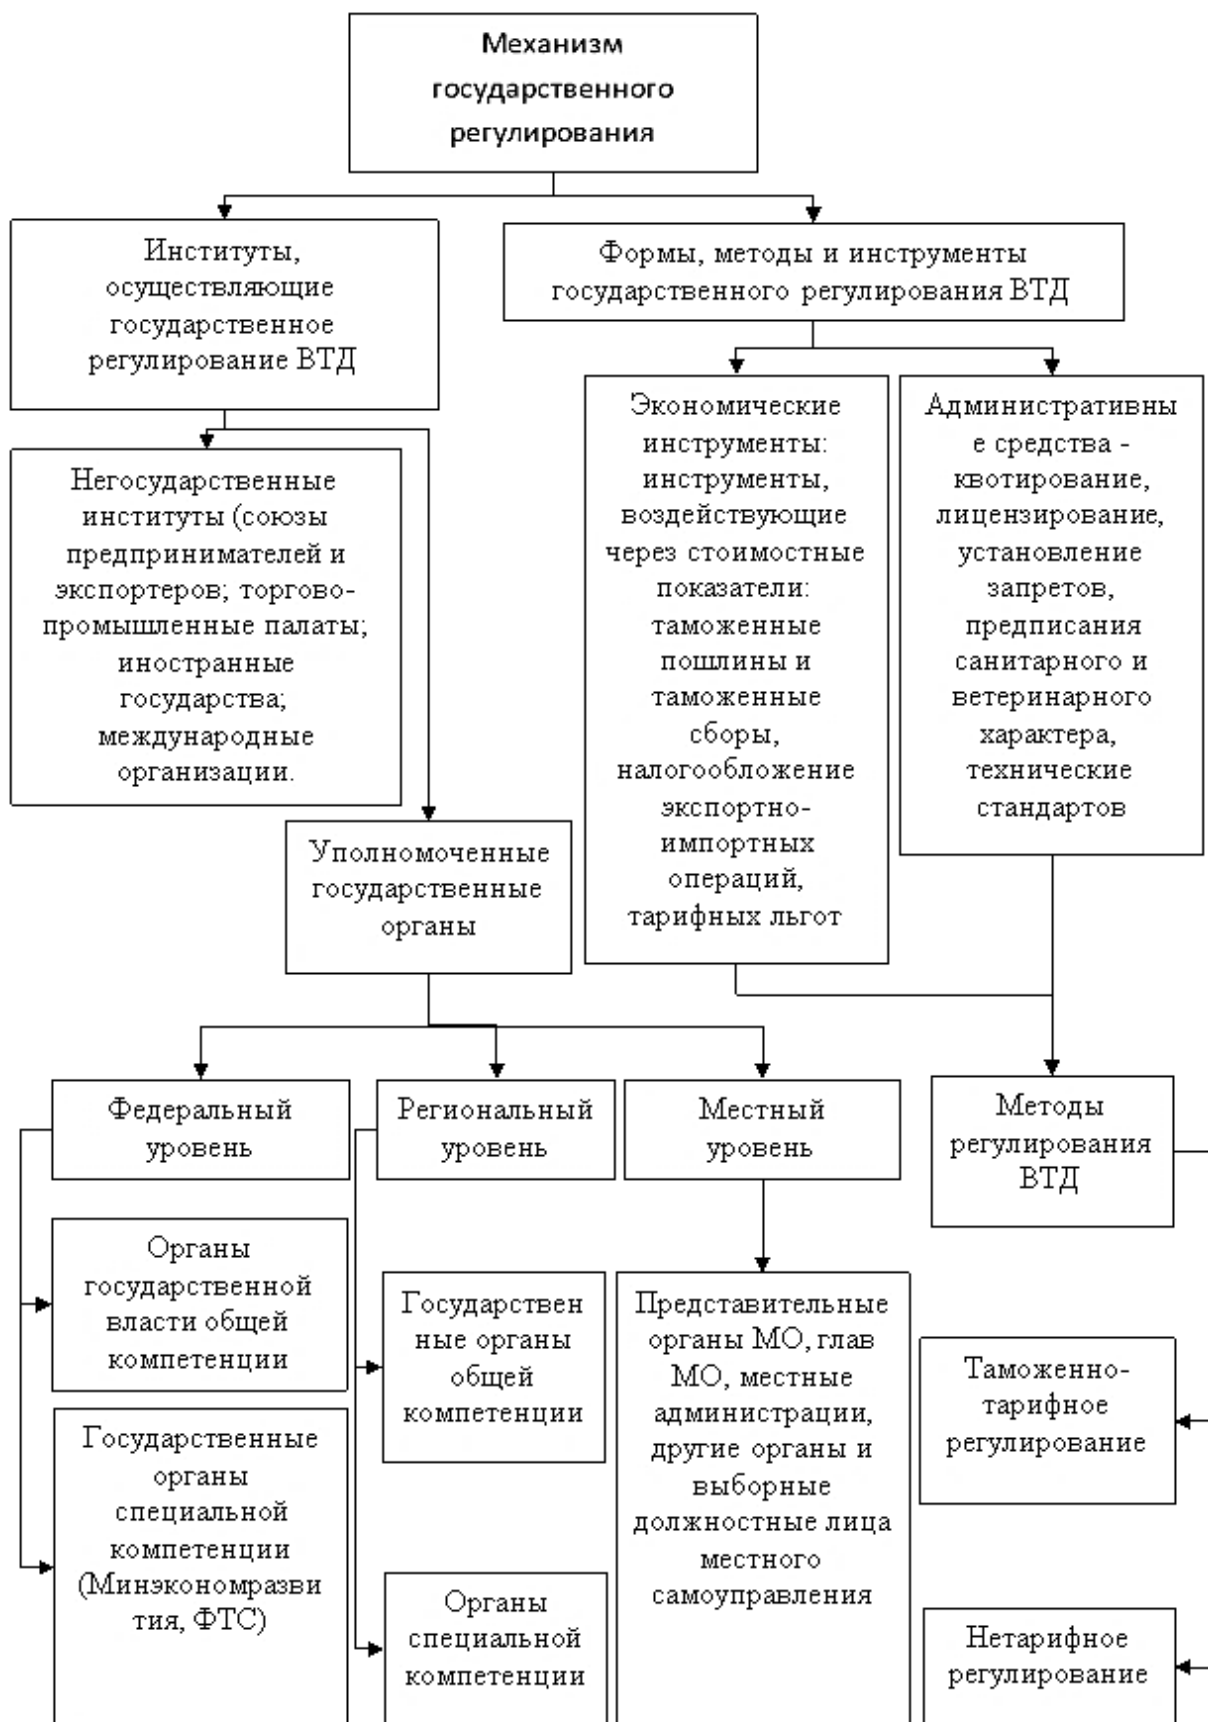 Механизм
государственного
регулирования
Институты,
осуществляющие
государственное
регулирование ВТД
Формы, методы и инструменты
государственного регулирования ВТД
Негосударственные
институты (союзы
предпринимателей и
экспортеров; торгово-
промышленные палаты;
иностранные
государства;
международные
организации.
Экономические
инструменты:
инструменты,
воздействующие
через стоимостные
показатели:
таможенные
пошлины и
таможенные
сборы,
налогообложение
экспортно-
импортных
операций,
тарифных льгот
Административны
е средства -
квотирование,
лицензирование,
установление
запретов,
предписания
санитарного и
ветеринарного
характера,
технические
стандартов
Уполномоченные
государственные
органы
Федеральный
уровень
Региональный
уровень
Местный
уровень
Методы
регулирования
ВТД
Органы
государственной
власти общей
компетенции
Государствен
ные органы
общей
компетенции
Представительные
органы МО, глав
МО, местные
администрации,
другие органы и
выборные
должностные лица
местного
самоуправления
Таможенно-
тарифное
регулирование
Государственные
органы
специальной
компетенции
(Минэкономразви
тия, ФТС)
Органы
специальной
компетенции
Нетарифное
регулирование